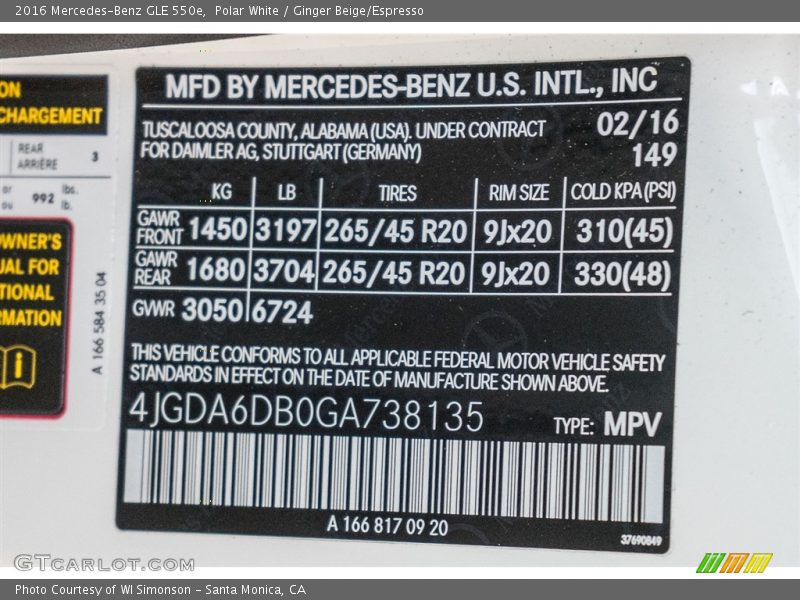 2016 Mercedes-Benz GLE 550e, Polar White / Ginger Beige/Espresso
ON
CHARGEMENT
REAR
ARRIÈRE 3
or
ou 992 lbs.
lb.
OWNER'S
UAL FOR
TIONAL
RMATION
A 166 584 35 04
MFD BY MERCEDES-BENZ U.S. INTL., INC
TUSCALOOSA COUNTY, ALABAMA (USA). UNDER CONTRACT 02/16
FOR DAIMLER AG, STUTTGART (GERMANY) 149
KG LB TIRES RIM SIZE COLD KPA (PSI)
GAWR FRONT 1450 3197 265/45 R20 9Jx20 310(45)
GAWR REAR 1680 3704 265/45 R20 9Jx20 330(48)
GWR 3050 6724
THIS VEHICLE CONFORMS TO ALL APPLICABLE FEDERAL MOTOR VEHICLE SAFETY
STANDARDS IN EFFECT ON THE DATE OF MANUFACTURE SHOWN ABOVE.
4JGDA6DB0GA738135 TYPE: MPV
A 166 817 09 20
37690849
GTCARLOT.COM
Photo Courtesy of WI Simonson - Santa Monica, CA